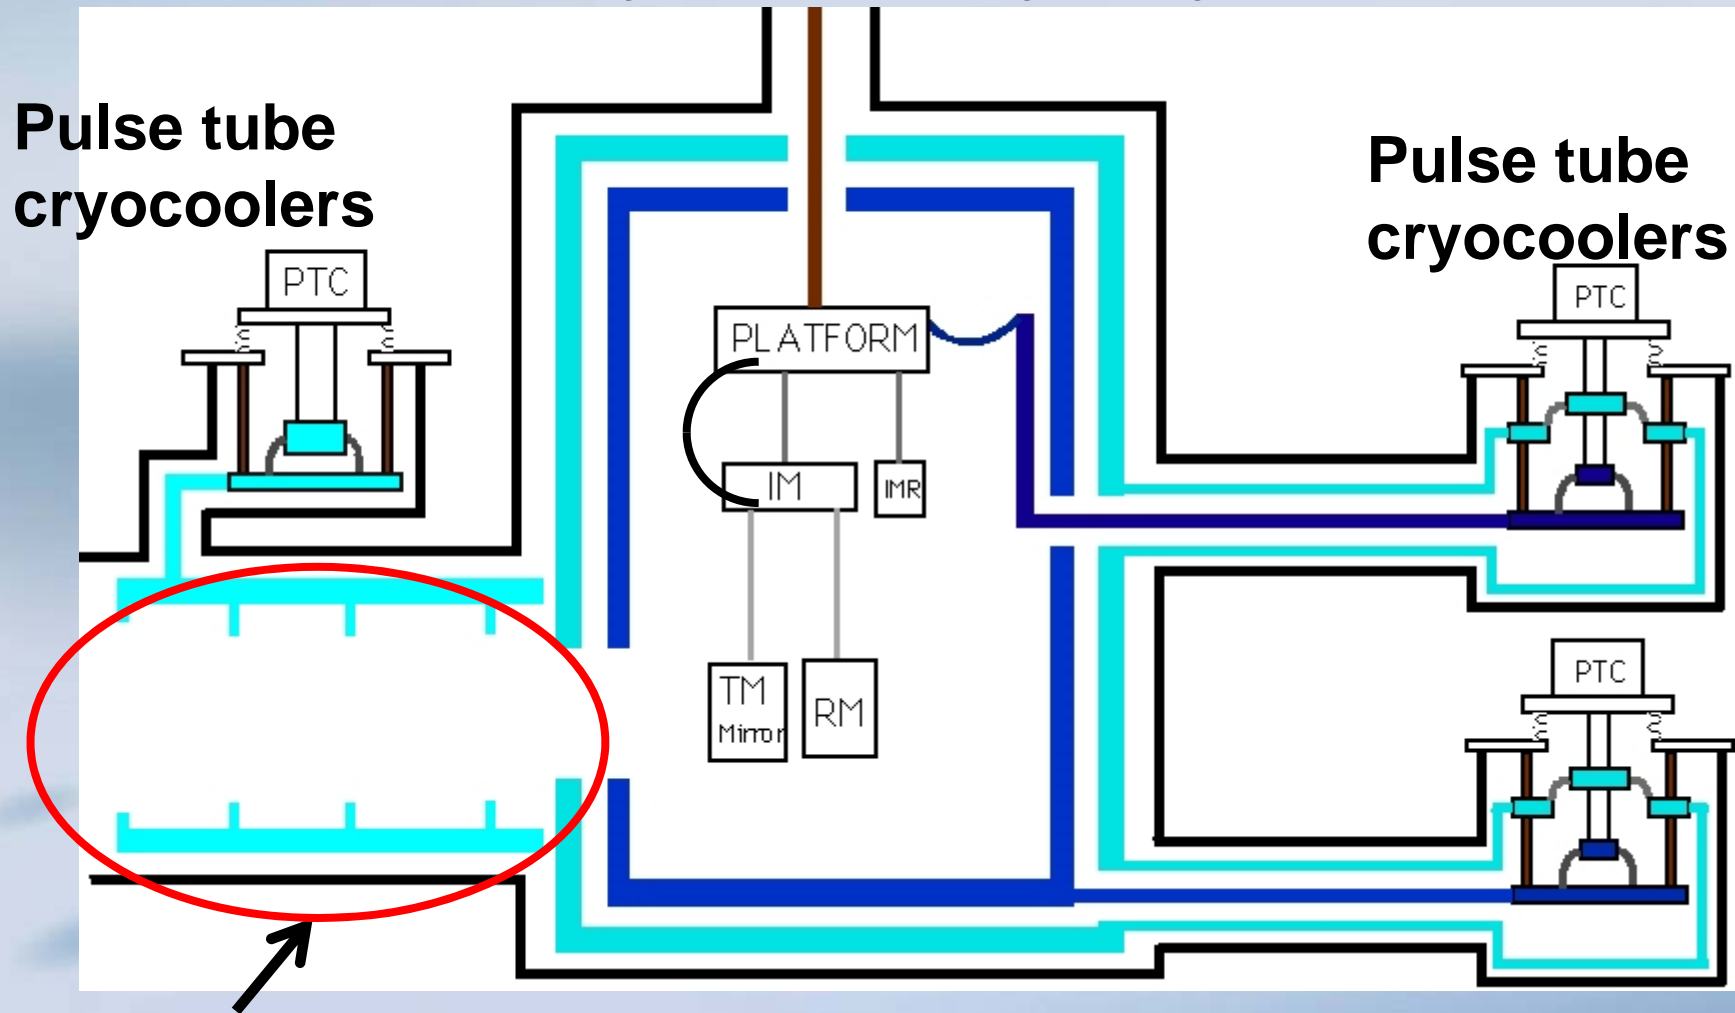 Pulse tube
cryocoolers
Pulse tube
cryocoolers
PTC
PTC
PLATFORM
IM
IMR
TM
Mirror
RM
PTC